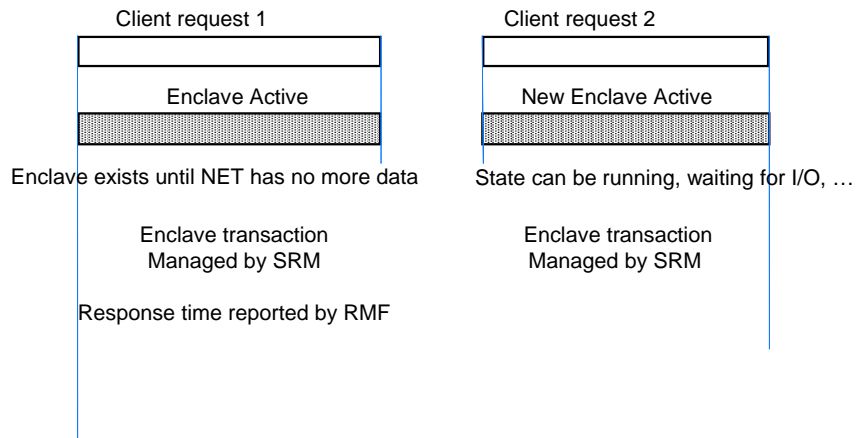 Client request 1
Client request 2
Enclave Active
New Enclave Active
Enclave exists until NET has no more data
State can be running, waiting for I/O, …
Enclave transaction
Managed by SRM
Enclave transaction
Managed by SRM
Response time reported by RMF